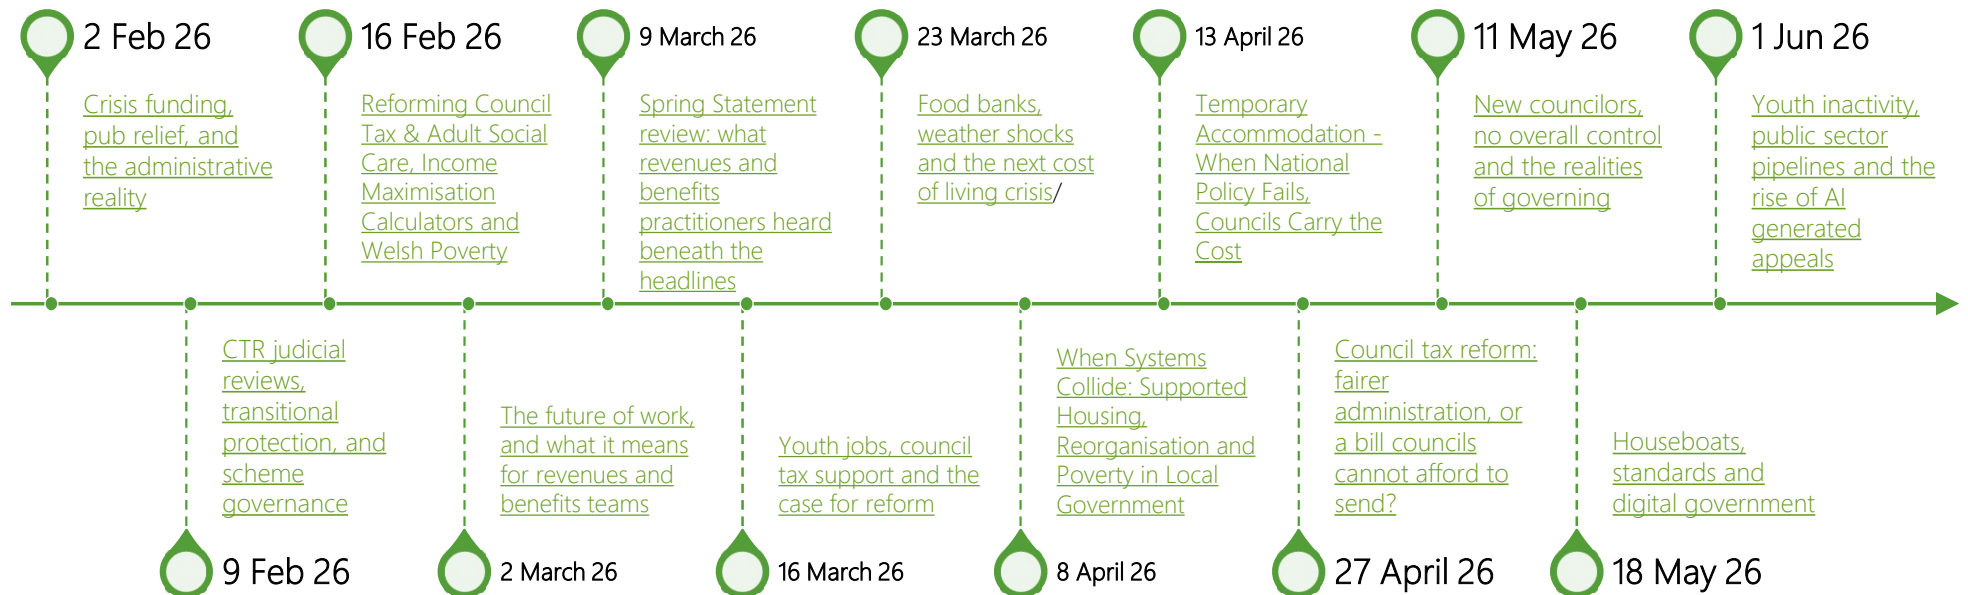 2 Feb 26
Crisis funding,
pub relief, and
the administrative
reality
9 Feb 26
CTR judicial
reviews,
transitional
protection, and
scheme
governance
16 Feb 26
Reforming Council
Tax & Adult Social
Care, Income
Maximisation
Calculators and
Welsh Poverty
2 March 26
The future of work,
and what it means
for revenues and
benefits teams
9 March 26
Spring Statement
review: what
revenues and
benefits
practitioners heard
beneath the
headlines
16 March 26
Youth jobs, council
tax support and the
case for reform
23 March 26
Food banks,
weather shocks
and the next cost
of living crisis/
8 April 26
When Systems
Collide: Supported
Housing,
Reorganisation and
Poverty in Local
Government
13 April 26
Temporary
Accommodation -
When National
Policy Fails,
Councils Carry the
Cost
27 April 26
Council tax reform:
fairer
administration, or
a bill councils
cannot afford to
send?
11 May 26
New councilors,
no overall control
and the realities
of governing
18 May 26
Houseboats,
standards and
digital government
1 Jun 26
Youth inactivity,
public sector
pipelines and the
rise of AI
generated
appeals